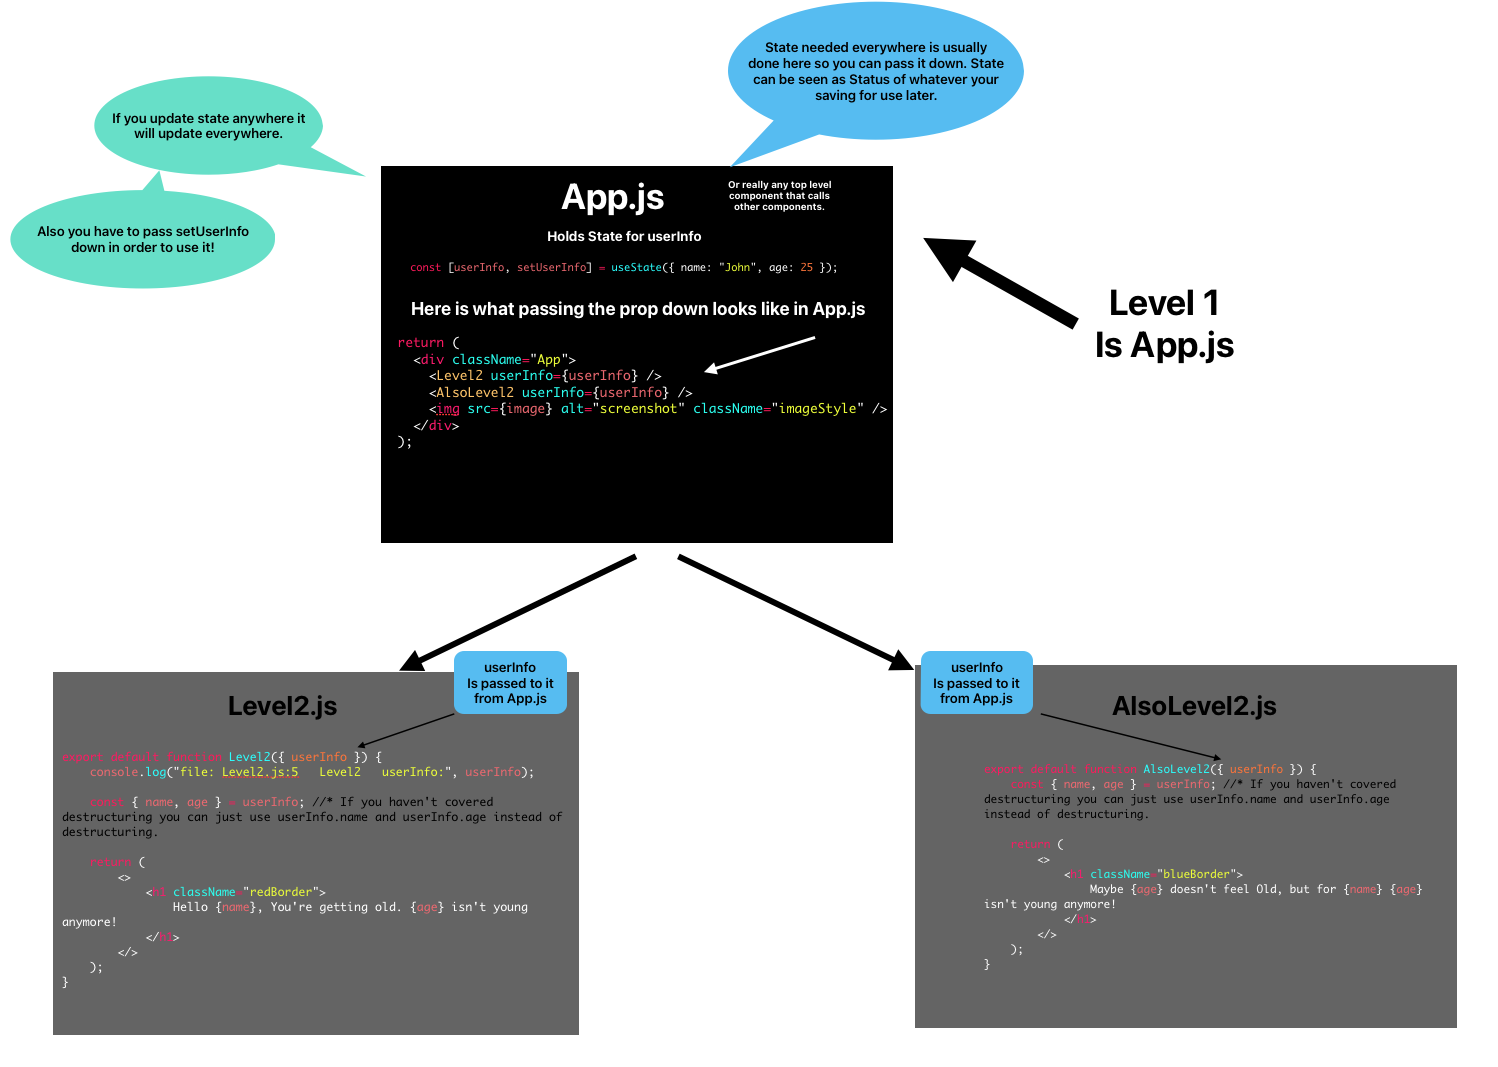 State needed everywhere is usually
done here so you can pass it down. State
can be seen as Status of whatever your
saving for use later.
If you update state anywhere it
will update everywhere.
Also you have to pass setUserInfo
down in order to use it!
App.js
Or really any top level
component that calls
other components.
Holds State for userInfo
const [userInfo, setUserInfo] = useState({ name: "John", age: 25 });
Here is what passing the prop down looks like in App.js
return (
<div className="App">
<Level2 userInfo={userInfo} />
<AlsoLevel2 userInfo={userInfo} />
<img src={image} alt="screenshot" className="imageStyle" />
</div>
);
Level 1
Is App.js
userInfo
Is passed to it
from App.js
Level2.js
export default function Level2({ userInfo }) {
console.log("file: Level2.js:5   Level2   userInfo:", userInfo);
const { name, age } = userInfo; //* If you haven't covered
destructuring you can just use userInfo.name and userInfo.age instead of
destructuring.
return (
<>
<h1 className="redBorder">
Hello {name}, You're getting old. {age} isn't young
anymore!
</h1>
</>
);
}
userInfo
Is passed to it
from App.js
AlsoLevel2.js
export default function AlsoLevel2({ userInfo }) {
const { name, age } = userInfo; //* If you haven't covered
destructuring you can just use userInfo.name and userInfo.age
instead of destructuring.
return (
<>
<h1 className="blueBorder">
Maybe {age} doesn't feel Old, but for {name} {age}
isn't young anymore!
</h1>
</>
);
}